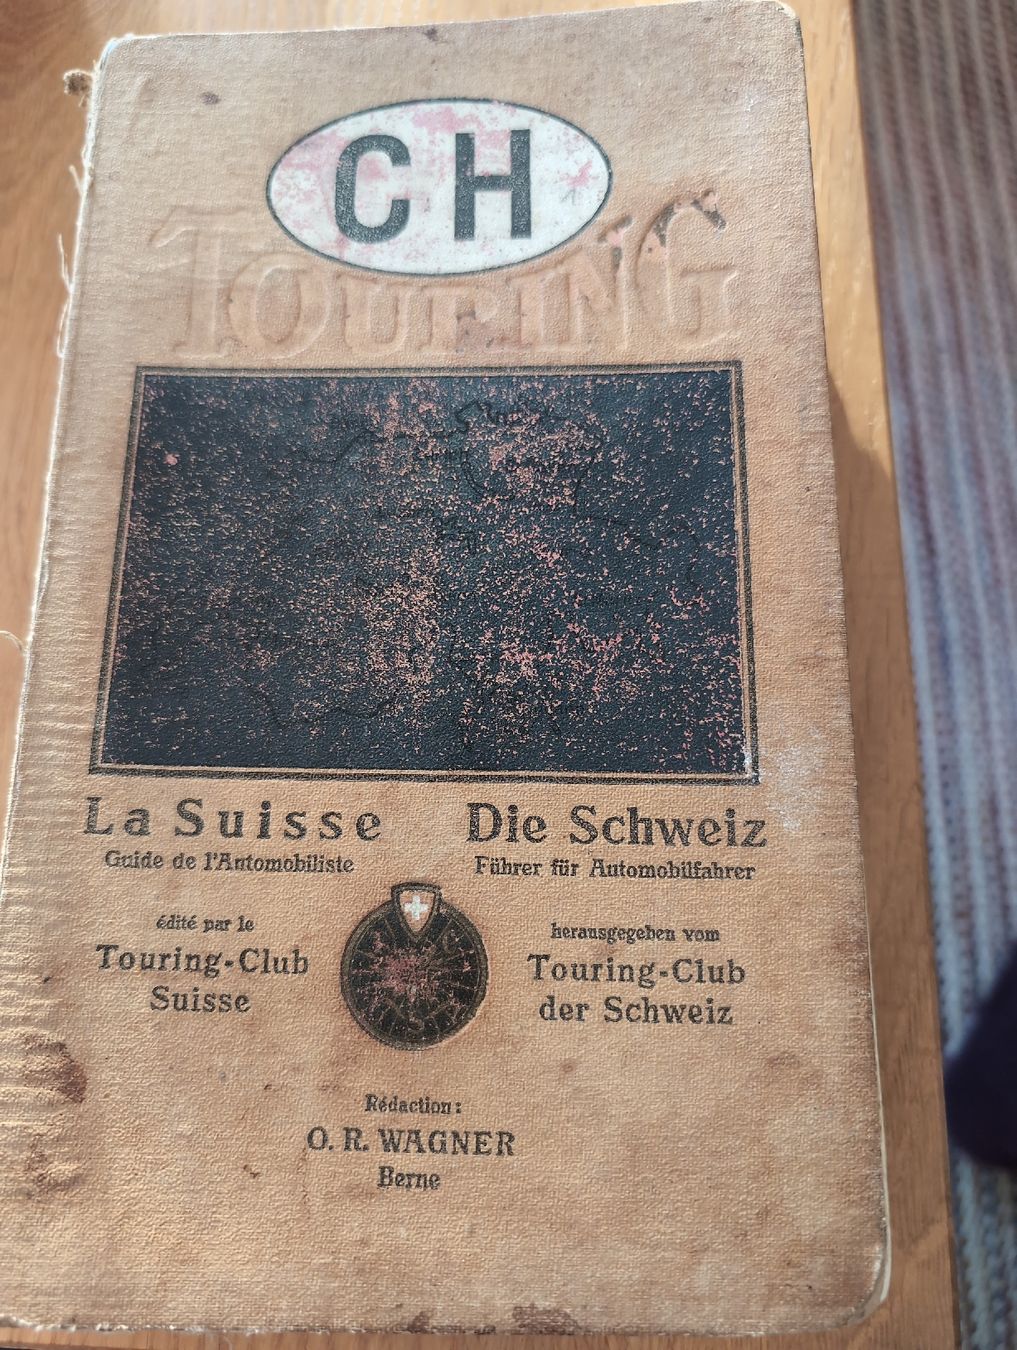 CH
TOURING
La Suisse
Guide de l'Automobiliste
édité par le
Touring-Club
Suisse
Die Schweiz
Führer für Automobilfahrer
herausgegeben vom
Touring-Club
der Schweiz
Rédaction:
O. R. WAGNER
Berne